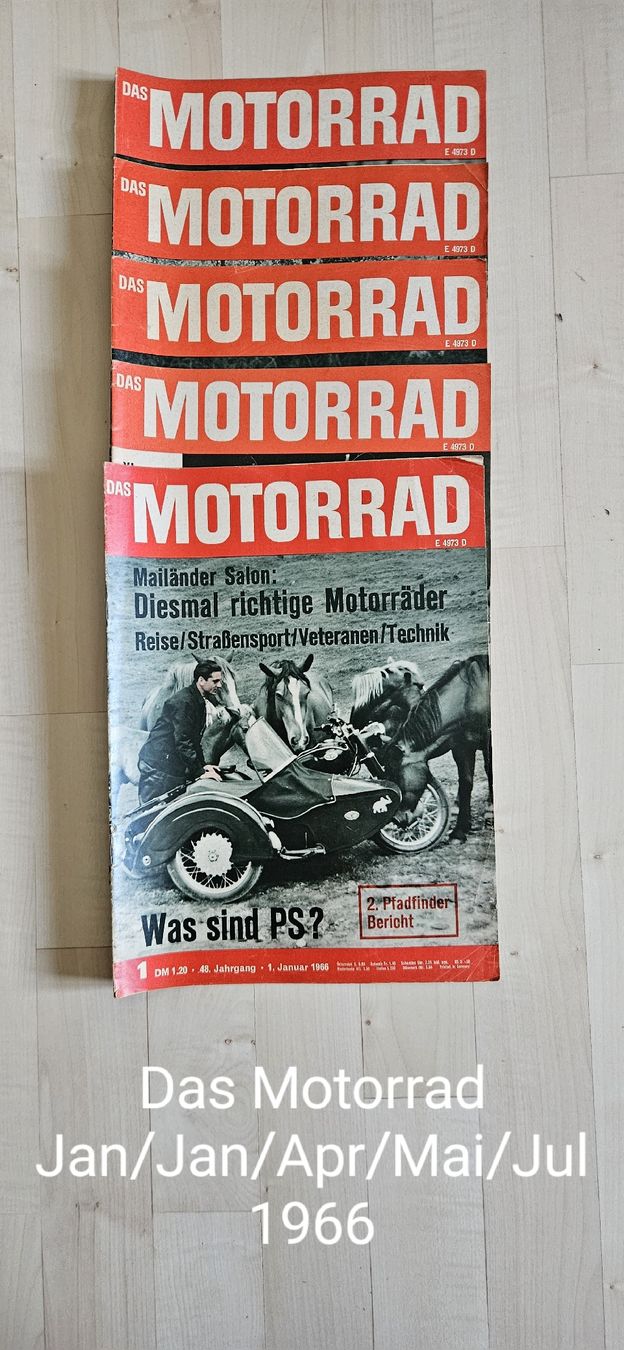 DAS MOTORRAD
E 4973 D
DAS MOTORRAD
E 4973 D
DAS MOTORRAD
E 4973 D
DAS MOTORRAD
E 4973 D
DAS MOTORRAD
E 4973 D
Mailänder Salon:
Diesmal richtige Motorräder
Reise/Straßensport/Veteranen/Technik
2. Pfadfinder-
Bericht
Was sind PS?
1 DM 1.20 · 48. Jahrgang · 1. Januar 1966
Das Motorrad
Jan/Jan/Apr/Mai/Jul
1966